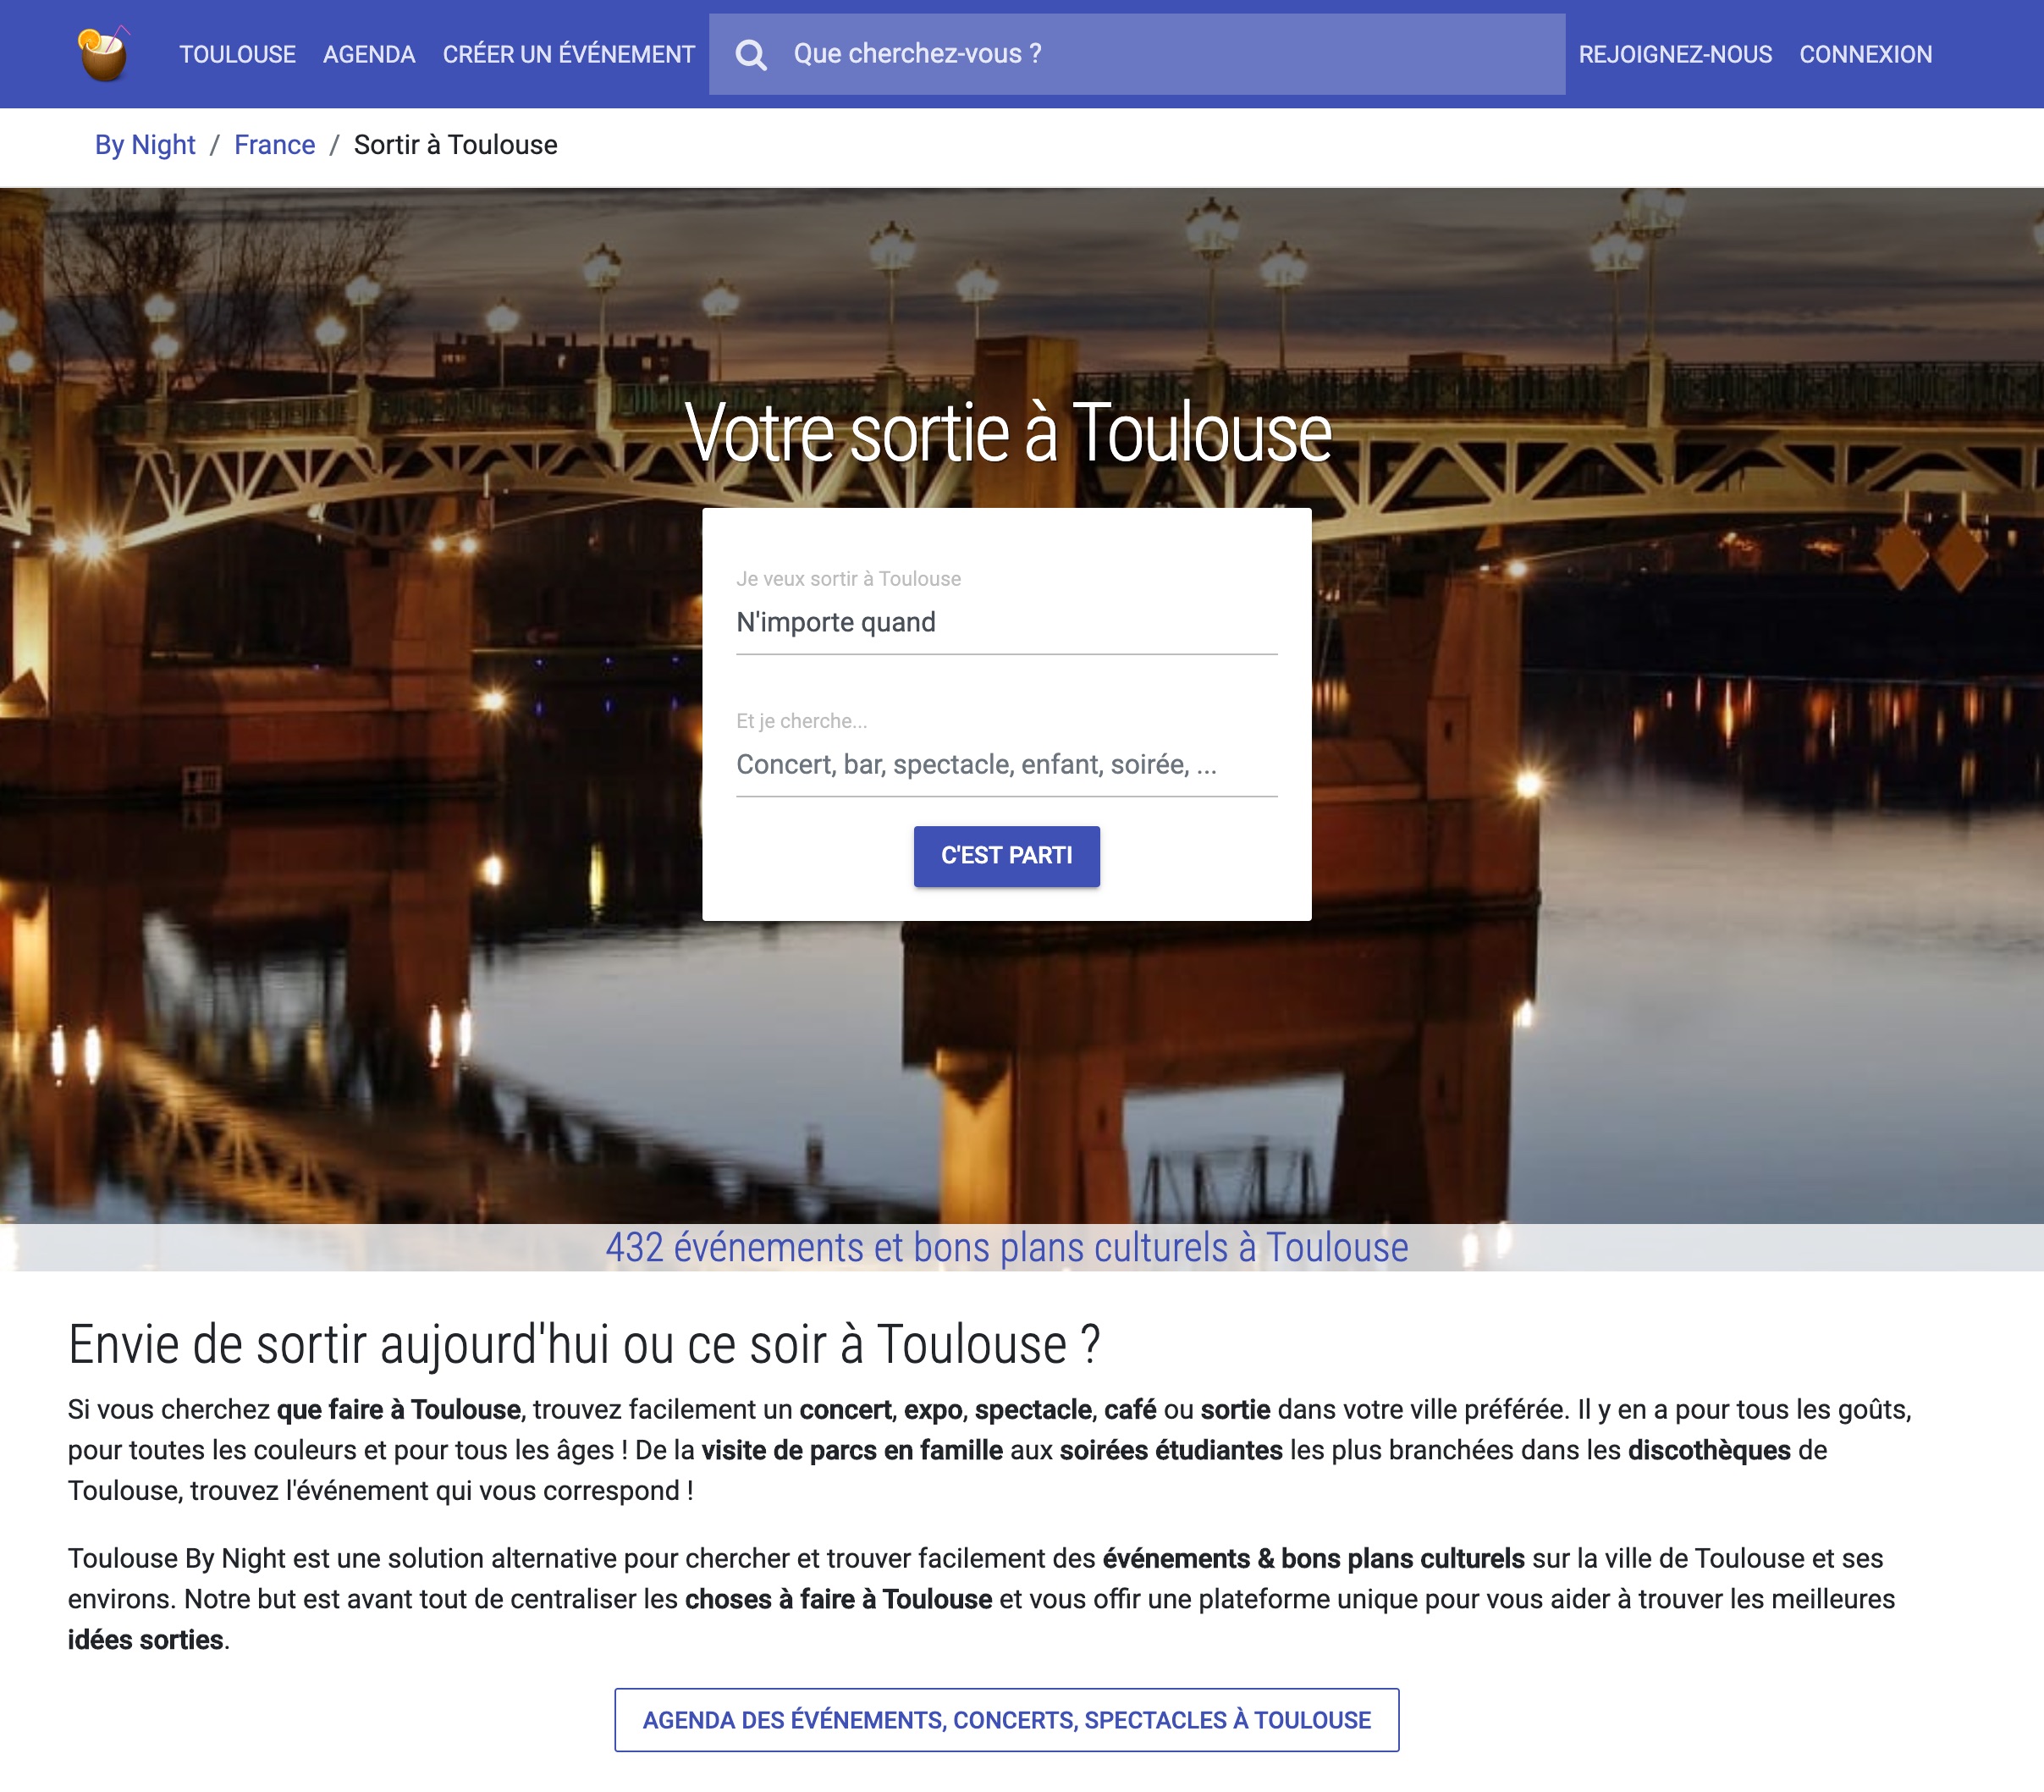 TOULOUSE AGENDA CRÉER UN ÉVÉNEMENT Que cherchez-vous ? REJOIGNEZ-NOUS CONNEXION
By Night / France / Sortir à Toulouse
Votre sortie à Toulouse
Je veux sortir à Toulouse
N'importe quand
Et je cherche...
Concert, bar, spectacle, enfant, soirée, ...
C'EST PARTI
432 événements et bons plans culturels à Toulouse
Envie de sortir aujourd'hui ou ce soir à Toulouse ?
Si vous cherchez que faire à Toulouse, trouvez facilement un concert, expo, spectacle, café ou sortie dans votre ville préférée. Il y en a pour tous les goûts,
pour toutes les couleurs et pour tous les âges ! De la visite de parcs en famille aux soirées étudiantes les plus branchées dans les discothèques de
Toulouse, trouvez l'événement qui vous correspond !
Toulouse By Night est une solution alternative pour chercher et trouver facilement des événements & bons plans culturels sur la ville de Toulouse et ses
environs. Notre but est avant tout de centraliser les choses à faire à Toulouse et vous offir une plateforme unique pour vous aider à trouver les meilleures
idées sorties.
AGENDA DES ÉVÉNEMENTS, CONCERTS, SPECTACLES À TOULOUSE